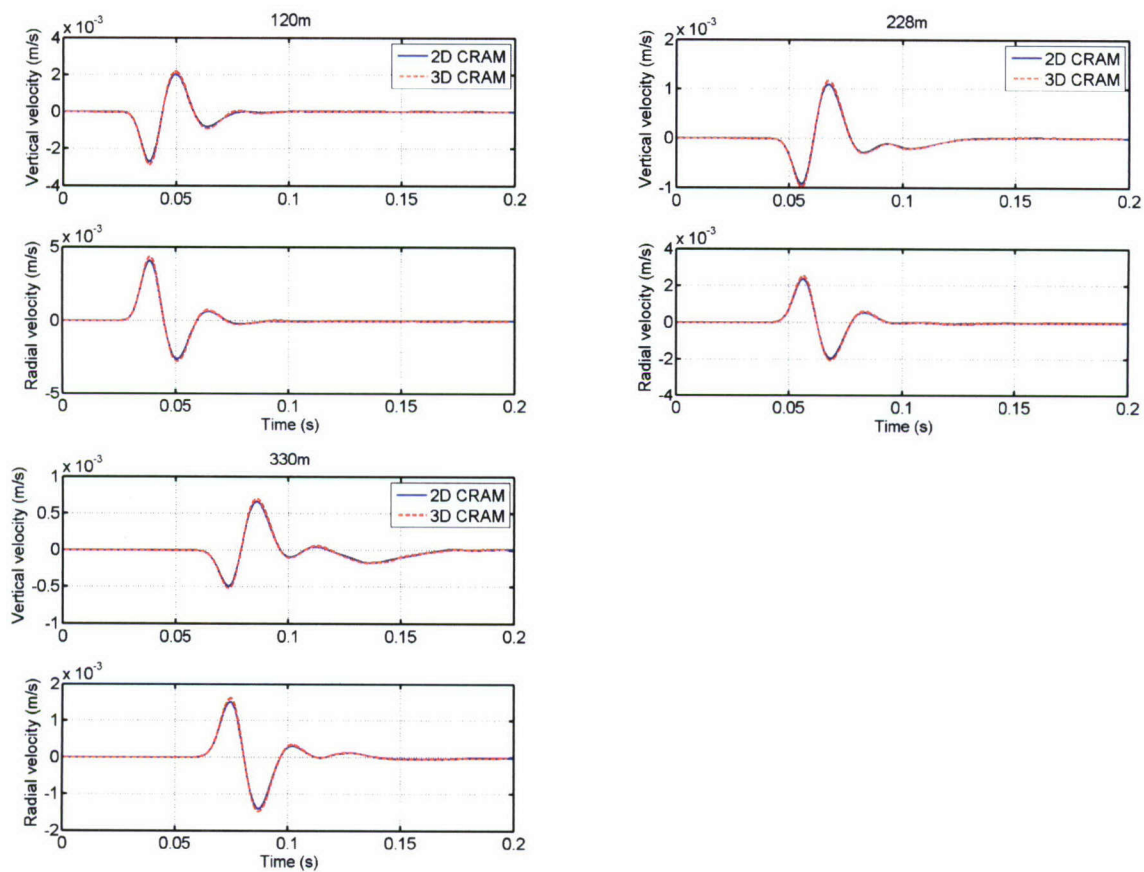 120m
x 10-3
Vertical velocity (m/s)
4
2
0
-2
-4
2D CRAM
3D CRAM
0 0.05 0.1 0.15 0.2
x 10-3
Radial velocity (m/s)
5
0
-5
0 0.05 0.1 0.15 0.2
Time (s)
228m
x 10-3
Vertical velocity (m/s)
2
1
0
-1
2D CRAM
3D CRAM
0 0.05 0.1 0.15 0.2
x 10-3
Radial velocity (m/s)
4
2
0
-2
-4
0 0.05 0.1 0.15 0.2
Time (s)
330m
x 10-3
Vertical velocity (m/s)
1
0.5
0
-0.5
-1
2D CRAM
3D CRAM
0 0.05 0.1 0.15 0.2
x 10-3
Radial velocity (m/s)
2
1
0
-1
-2
0 0.05 0.1 0.15 0.2
Time (s)